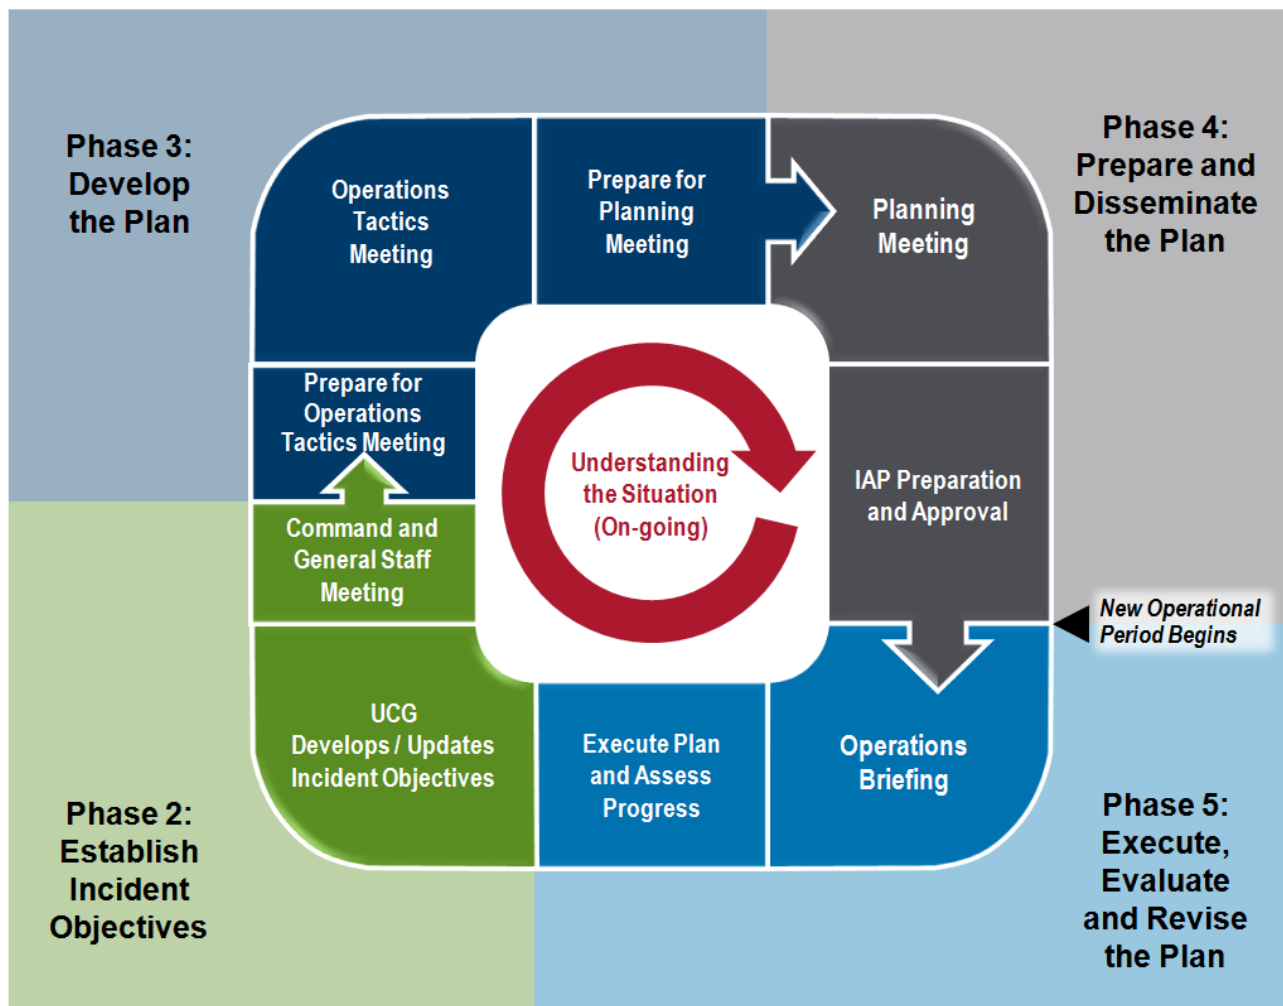 Phase 3:
Develop
the Plan
Operations
Tactics
Meeting
Prepare for
Planning
Meeting
Planning
Meeting
Phase 4:
Prepare and
Disseminate
the Plan
Prepare for
Operations
Tactics Meeting
Understanding
the Situation
(On-going)
IAP Preparation
and Approval
Command and
General Staff
Meeting
New Operational
Period Begins
UCG
Develops / Updates
Incident Objectives
Execute Plan
and Assess
Progress
Operations
Briefing
Phase 2:
Establish
Incident
Objectives
Phase 5:
Execute,
Evaluate
and Revise
the Plan